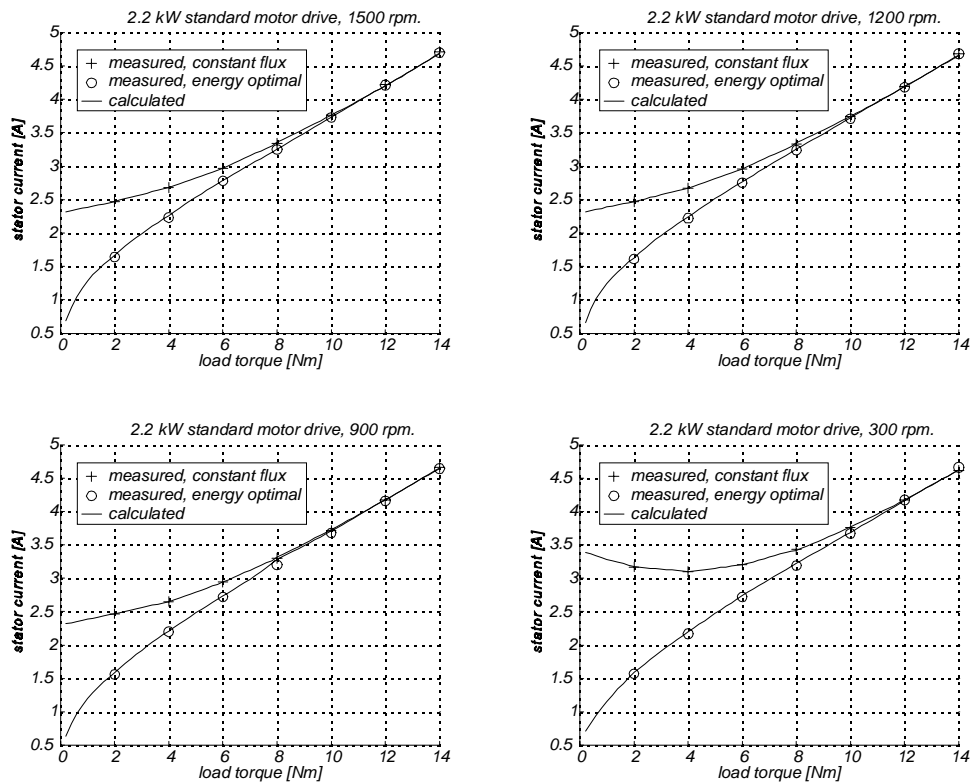 2.2 kW standard motor drive, 1500 rpm.
5
4.5
4
3.5
3
2.5
2
1.5
1
0.5
stator current [A]
+ measured, constant flux
measured, energy optimal
calculated
0 2 4 6 8 10 12 14
load torque [Nm]
2.2 kW standard motor drive, 1200 rpm.
5
4.5
4
3.5
3
2.5
2
1.5
1
0.5
stator current [A]
+ measured, constant flux
measured, energy optimal
calculated
0 2 4 6 8 10 12 14
load torque [Nm]
2.2 kW standard motor drive, 900 rpm.
5
4.5
4
3.5
3
2.5
2
1.5
1
0.5
stator current [A]
+ measured, constant flux
measured, energy optimal
calculated
0 2 4 6 8 10 12 14
load torque [Nm]
2.2 kW standard motor drive, 300 rpm.
5
4.5
4
3.5
3
2.5
2
1.5
1
0.5
stator current [A]
+ measured, constant flux
measured, energy optimal
calculated
0 2 4 6 8 10 12 14
load torque [Nm]